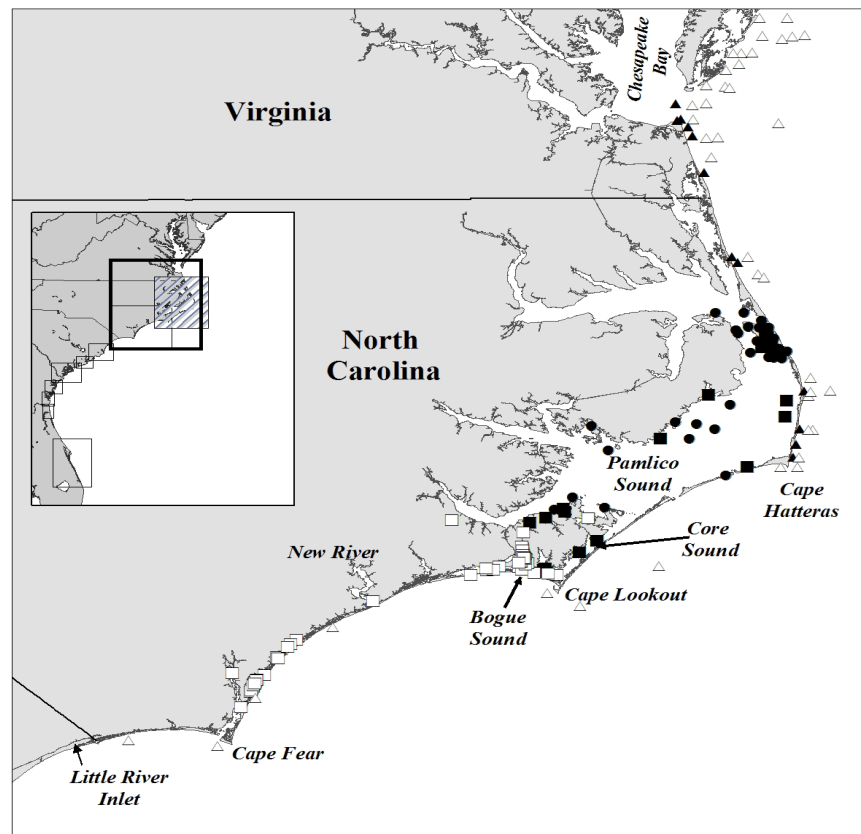 Chesapeake
Bay
Virginia
North
Carolina
Pamlico
Sound
Cape
Hatteras
New River
Core
Sound
Cape Lookout
Bogue
Sound
Cape Fear
Little River
Inlet